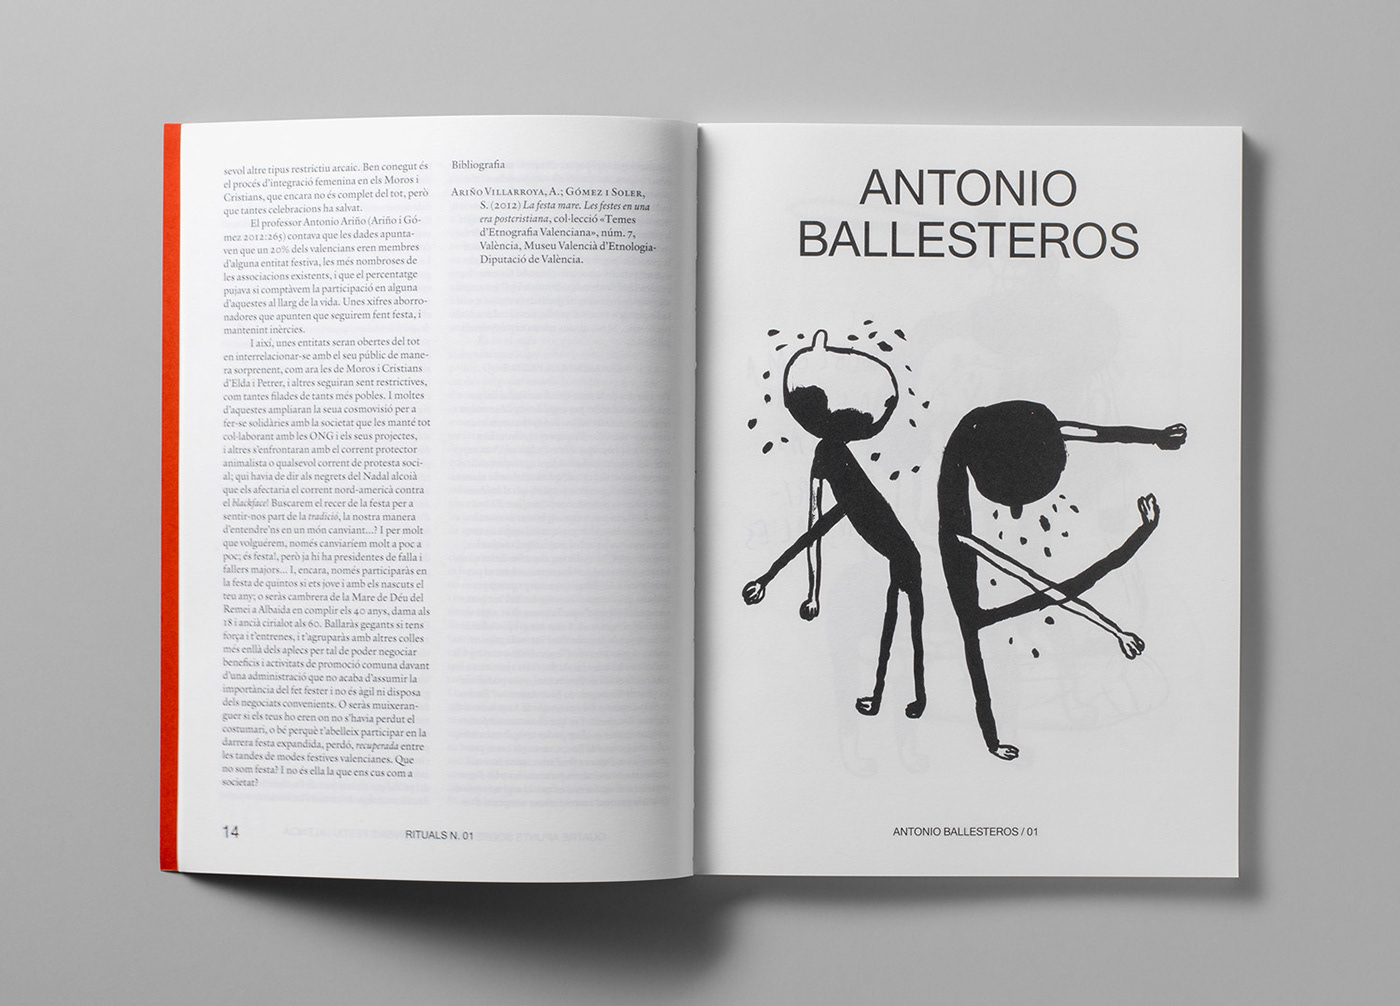 sevol altre tipus restrictiu arcaic. Ben conegut és
el procés d'integració femenina en els Moros i
Cristians, que encara no és complet del tot, però
que tantes celebracions ha salvat.
El professor Antonio Ariño (Ariño i Gó-
mez 2012:265) contava que les dades apunta-
ven que un 20% dels valencians eren membres
d'alguna entitat festiva, les més nombroses de
les associacions existents, i que el percentatge
pujava si comptàvem la participació en alguna
d'aquestes al llarg de la vida. Unes xifres aborro-
nadores que apunten que seguirem fent festa, i
mantenint inèrcies.
I així, unes entitats seran obertes del tot
en interrelacionar-se amb el seu públic de mane-
ra sorprenent, com ara les de Moros i Cristians
d'Elda i Petrer, i altres seguiran sent restrictives,
com tantes filades de tants més pobles. I moltes
d'aquestes ampliaran la seua cosmovisió per a
fer-se solidàries amb la societat que les manté tot
col·laborant amb les ONG i els seus projectes,
i altres s'enfrontaran amb el corrent protector
animalista o qualsevol corrent de protesta soci-
al; qui havia de dir als negrets del Nadal alcoià
que els afectaria el corrent nord-americà contra
el blackface! Buscarem el recer de la festa per a
sentir-nos part de la tradició, la nostra manera
d'entendre'ns en un món canviant...? I per molt
que volguérem, només canviaríem molt a poc a
poc; és festa!, però ja hi ha presidentes de falla i
fallers majors... I, encara, només participaràs en
la festa de quintos si ets jove i amb els nascuts el
teu any; o seràs cambrera de la Mare de Déu del
Remei a Albaida en complir els 40 anys, dama als
18 i ancià cirialot als 60. Ballaràs gegants si tens
força i t'entrenes, i t'agruparàs amb altres colles
més enllà dels aplecs per tal de poder negociar
beneficis i activitats de promoció comuna davant
d'una administració que no acaba d'assumir la
importància del fet fester i no és àgil ni disposa
dels negociats convenients. O seràs muixeran-
guer si els teus ho eren on no s'havia perdut el
costumari, o bé perquè t'abelleix participar en la
darrera festa expandida, perdó, recuperada entre
les tandes de modes festives valencianes. Que
no som festa? I no és ella la que ens cus com a
societat?
Bibliografia
Ariño Villarroya, A.; Gómez i Soler,
S. (2012) La festa mare. Les festes en una
era postcristiana, col·lecció «Temes
d'Etnografia Valenciana», núm. 7,
València, Museu Valencià d'Etnologia-
Diputació de València.
14
RITUALS N. 01
ANTONIO
BALLESTEROS
ANTONIO BALLESTEROS / 01